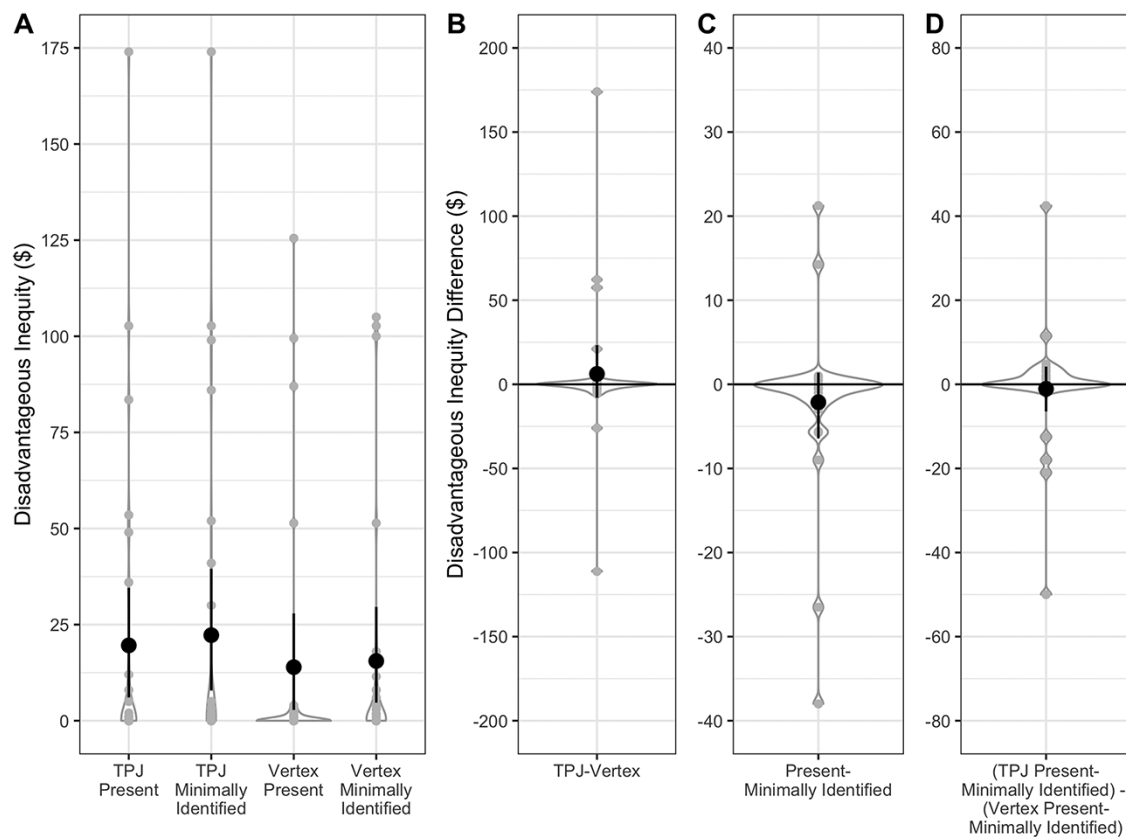 A
B
C
D
Disadvantageous Inequity ($)
175
150
125
100
75
50
25
0
TPJ
Present
TPJ
Minimally
Identified
Vertex
Present
Vertex
Minimally
Identified
Disadvantageous Inequity Difference ($)
200
150
100
50
0
-50
-100
-150
-200
TPJ-Vertex
40
30
20
10
0
-10
-20
-30
-40
Present-
Minimally Identified
80
60
40
20
0
-20
-40
-60
-80
(TPJ Present-
Minimally Identified) -
(Vertex Present-
Minimally Identified)